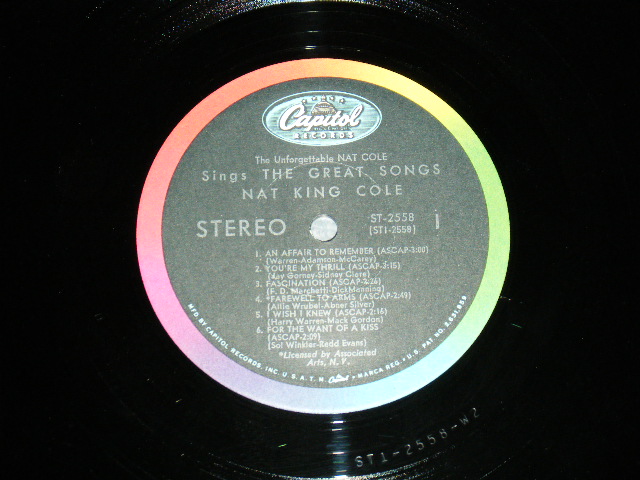 Capitol
RECORDS
The Unforgettable NAT COLE
Sings THE GREAT SONGS
NAT KING COLE
STEREO
ST-2558
(ST1-2558)
1
1. AN AFFAIR TO REMEMBER (ASCAP-3:00)
(Warren-Adamson-McCarey)
2. YOU'RE MY THRILL (ASCAP-3:15)
(Jay Gorney-Sidney Clare)
3. FASCINATION (ASCAP-2:26)
(F. D. Marchetti-DickManning)
4. *FAREWELL TO ARMS (ASCAP-2:49)
(Allie Wrubel-Abner Silver)
5. I WISH I KNEW (ASCAP-2:16)
(Harry Warren-Mack Gordon)
6. FOR THE WANT OF A KISS
(ASCAP-2:09)
(Sol Winkler-Redd Evans)
*Licensed by Associated
Arts, N. V.
MFD. BY CAPITOL RECORDS, INC. U. S. A. T. M. Capitol MARCA REG. • U. S. PAT. NO. 2,631,859
ST1-2558-W2